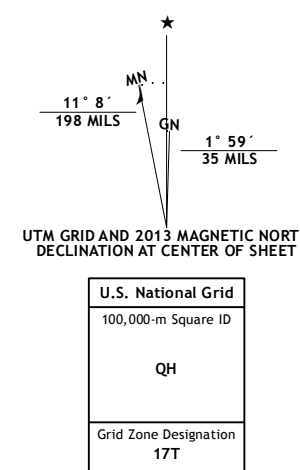 ★
MN
11° 8´
198 MILS
GN
1° 59´
35 MILS
UTM GRID AND 2013 MAGNETIC NORT
DECLINATION AT CENTER OF SHEET
U.S. National Grid
100,000-m Square ID
QH
Grid Zone Designation
17T